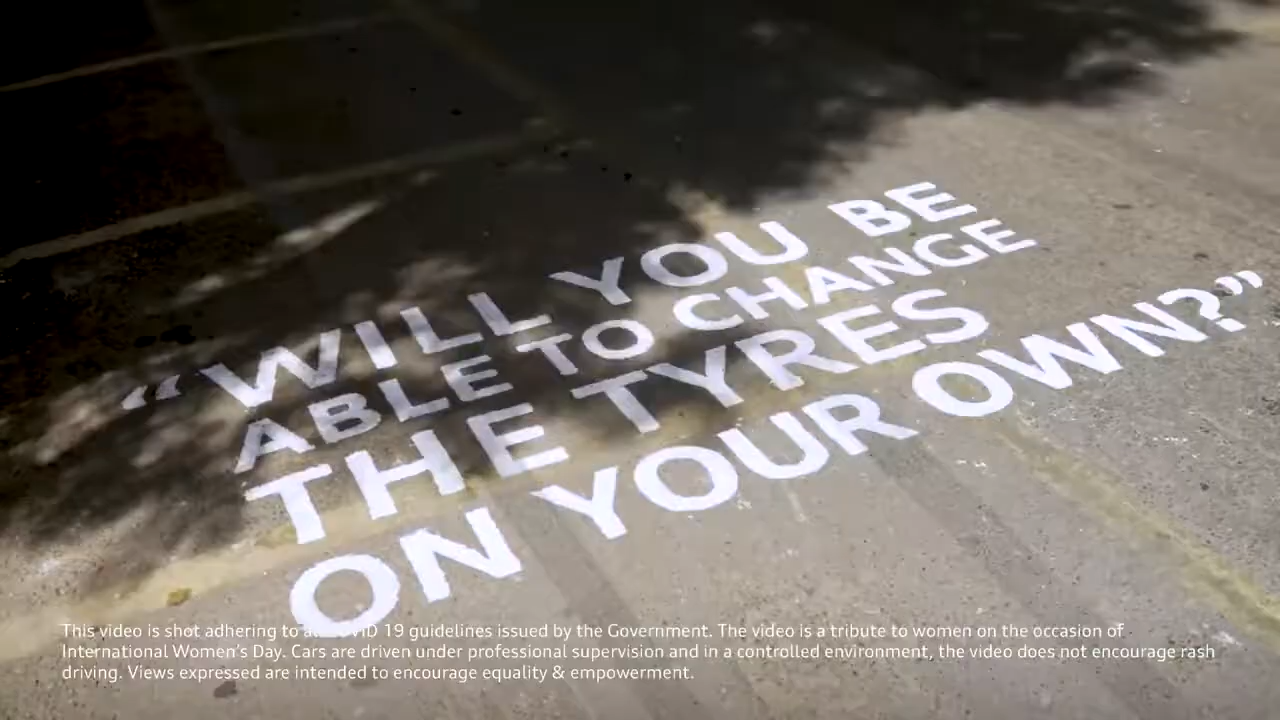 “WILL YOU BE
ABLE TO CHANGE
THE TYRES
ON YOUR OWN?”
This video is shot adhering to all COVID 19 guidelines issued by the Government. The video is a tribute to women on the occasion of
International Women's Day. Cars are driven under professional supervision and in a controlled environment, the video does not encourage rash
driving. Views expressed are intended to encourage equality & empowerment.